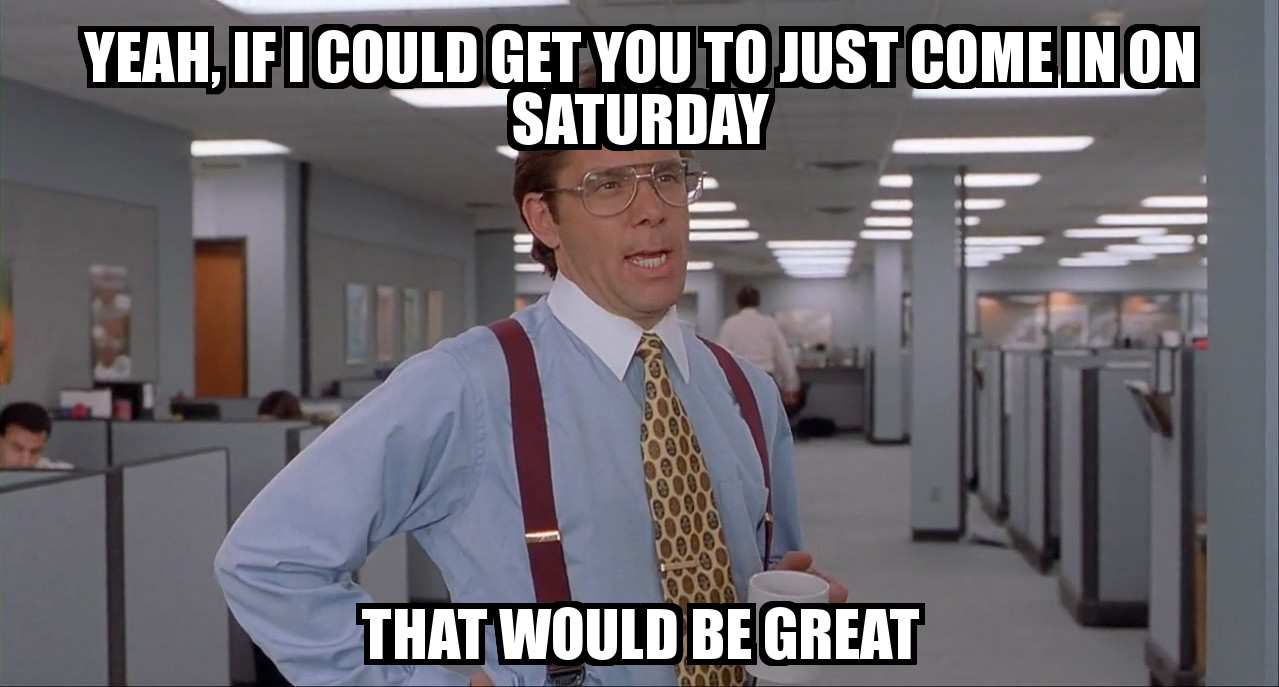 YEAH, IF I COULD GET YOU TO JUST COME IN ON
SATURDAY
THAT WOULD BE GREAT